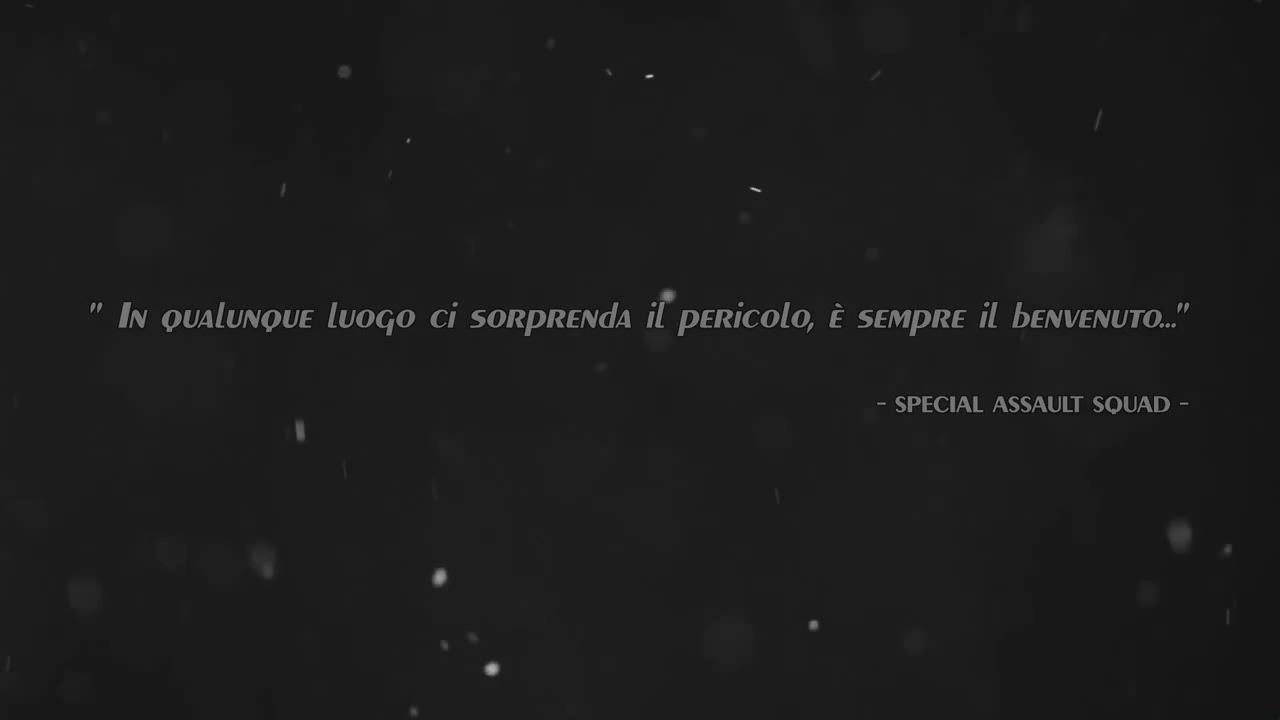 " In qualunque luogo ci sorprenda il pericolo, è sempre il benvenuto..."
- SPECIAL ASSAULT SQUAD -